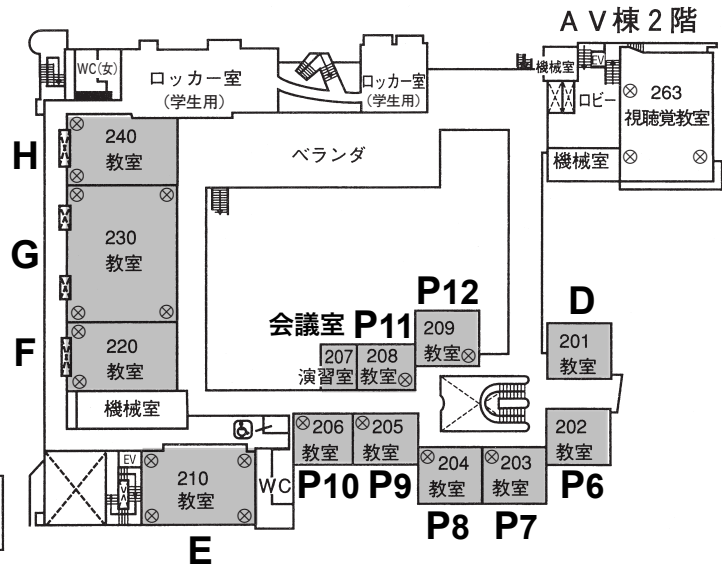 ＡＶ棟２階
WC(女)
ロッカー室
(学生用)
ロッカー室
(学生用)
機械室
EV
ロビー
263
視聴覚教室
機械室
H
240
教室
ベランダ
G
230
教室
F
220
教室
機械室
会議室
P11
P12
207
演習室
208
教室
209
教室
D
201
教室
206
教室
205
教室
202
教室
P10
P9
P6
204
教室
203
教室
P8
P7
EV
210
教室
WC
E